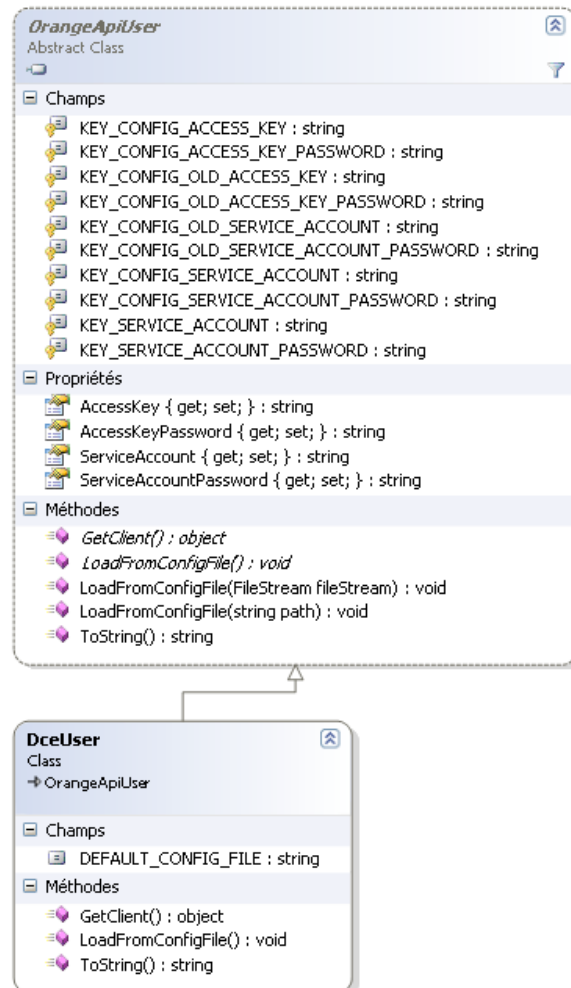 OrangeApiUser
Abstract Class
Champs
KEY_CONFIG_ACCESS_KEY : string
KEY_CONFIG_ACCESS_KEY_PASSWORD : string
KEY_CONFIG_OLD_ACCESS_KEY : string
KEY_CONFIG_OLD_ACCESS_KEY_PASSWORD : string
KEY_CONFIG_OLD_SERVICE_ACCOUNT : string
KEY_CONFIG_OLD_SERVICE_ACCOUNT_PASSWORD : string
KEY_CONFIG_SERVICE_ACCOUNT : string
KEY_CONFIG_SERVICE_ACCOUNT_PASSWORD : string
KEY_SERVICE_ACCOUNT : string
KEY_SERVICE_ACCOUNT_PASSWORD : string
Propriétés
AccessKey { get; set; } : string
AccessKeyPassword { get; set; } : string
ServiceAccount { get; set; } : string
ServiceAccountPassword { get; set; } : string
Méthodes
GetClient() : object
LoadFromConfigFile() : void
LoadFromConfigFile(FileStream fileStream) : void
LoadFromConfigFile(string path) : void
ToString() : string
DceUser
Class
OrangeApiUser
Champs
DEFAULT_CONFIG_FILE : string
Méthodes
GetClient() : object
LoadFromConfigFile() : void
ToString() : string